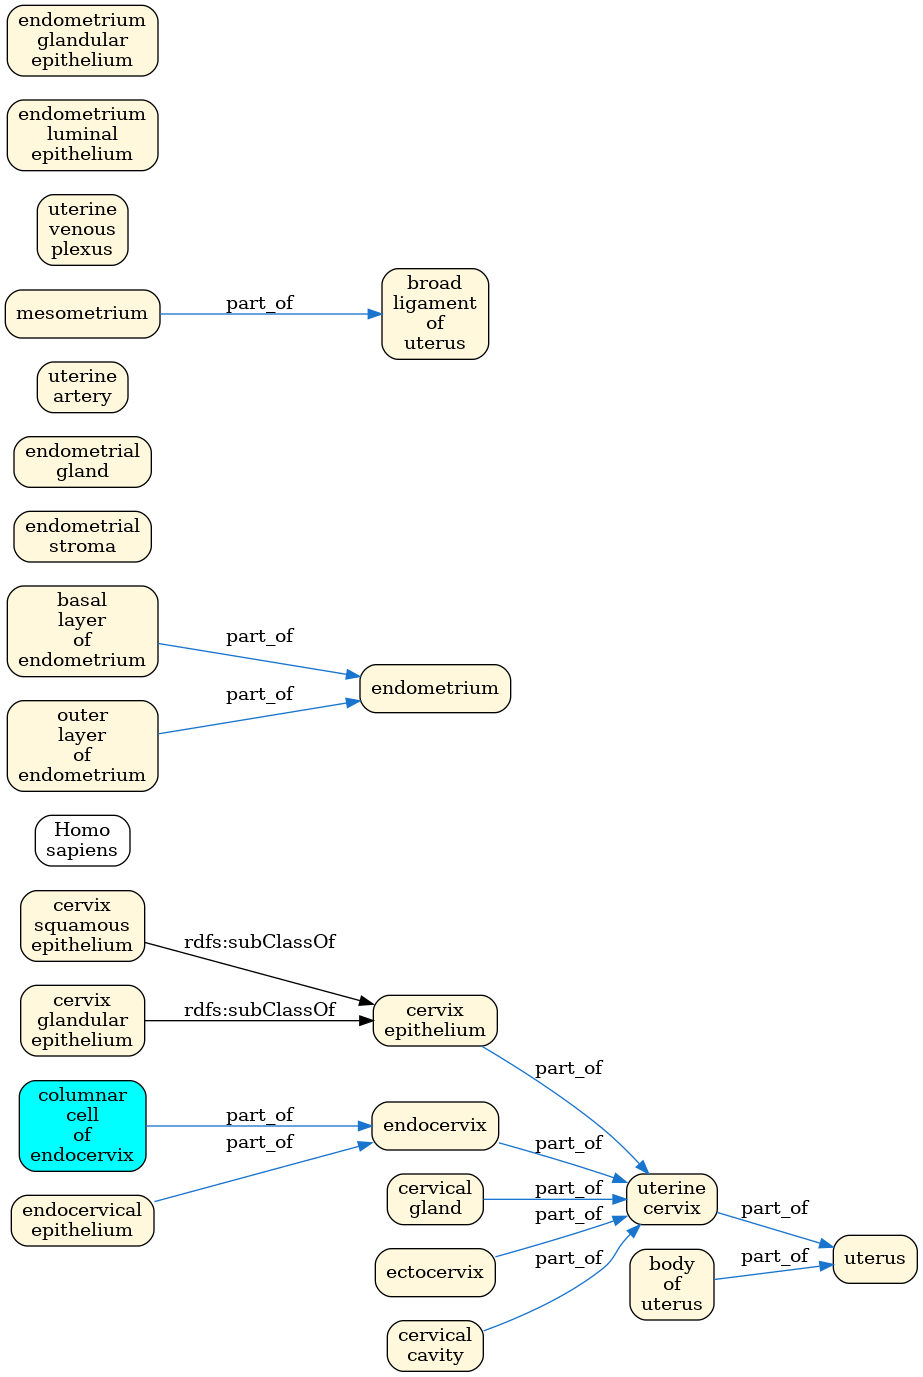 endometrium
glandular
epithelium
endometrium
luminal
epithelium
uterine
venous
plexus
mesometrium
part_of
broad
ligament
of
uterus
uterine
artery
endometrial
gland
endometrial
stroma
basal
layer
of
endometrium
part_of
endometrium
outer
layer
of
endometrium
part_of
Homo
sapiens
cervix
squamous
epithelium
rdfs:subClassOf
cervix
glandular
epithelium
rdfs:subClassOf
cervix
epithelium
part_of
columnar
cell
of
endocervix
part_of
endocervix
part_of
endocervical
epithelium
part_of
cervical
gland
part_of
uterine
cervix
part_of
ectocervix
part_of
cervical
cavity
part_of
body
of
uterus
part_of
uterus